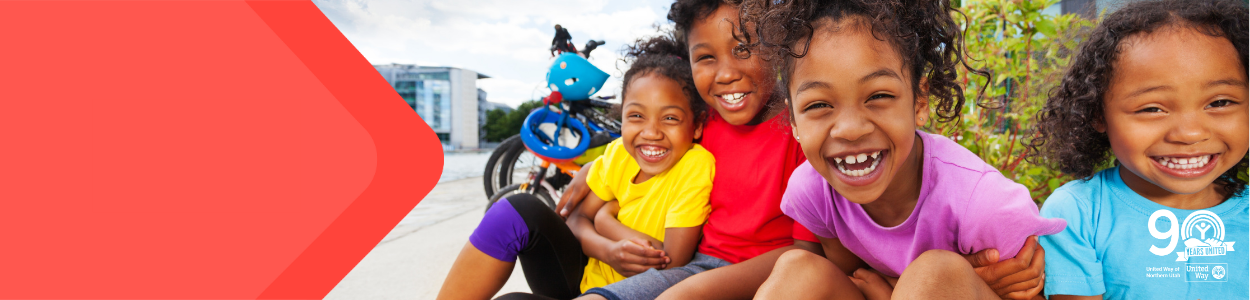 90
YEARS UNITED
United Way of
Northern Utah
United
Way